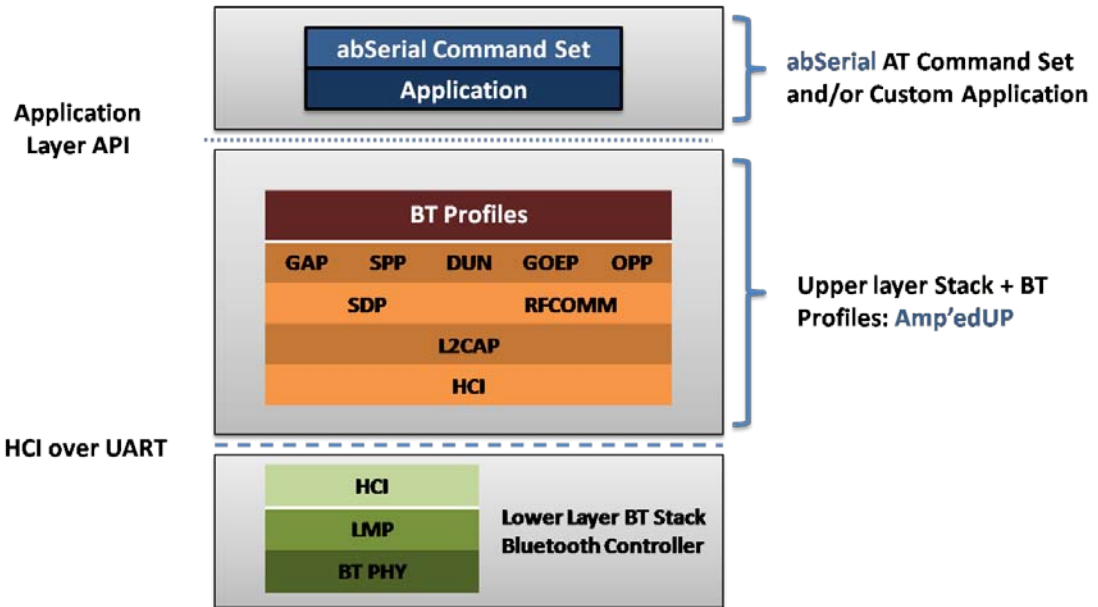 abSerial Command Set
Application
abSerial AT Command Set
and/or Custom Application
Application
Layer API
BT Profiles
GAP SPP DUN GOEP OPP
SDP RFCOMM
L2CAP
HCI
Upper layer Stack + BT
Profiles: Amp'edUP
HCI over UART
HCI
LMP
BT PHY
Lower Layer BT Stack
Bluetooth Controller